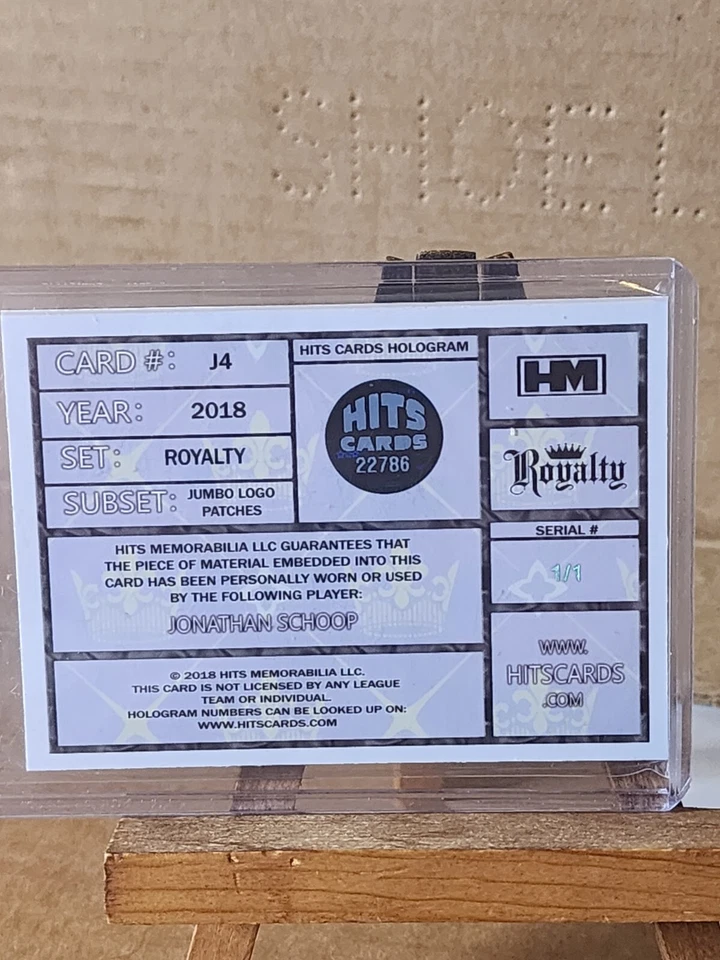 SHOEL
CARD #: J4
YEAR: 2018
SET: ROYALTY
SUBSET: JUMBO LOGO
PATCHES
HITS CARDS HOLOGRAM
HITS
CARDS
22786
HM
Royalty
SERIAL #
1/1
HITS MEMORABILIA LLC GUARANTEES THAT
THE PIECE OF MATERIAL EMBEDDED INTO THIS
CARD HAS BEEN PERSONALLY WORN OR USED
BY THE FOLLOWING PLAYER:
JONATHAN SCHOOP
© 2018 HITS MEMORABILIA LLC.
THIS CARD IS NOT LICENSED BY ANY LEAGUE
TEAM OR INDIVIDUAL.
HOLOGRAM NUMBERS CAN BE LOOKED UP ON:
WWW.HITSCARDS.COM
WWW.
HITSCARDS
.COM